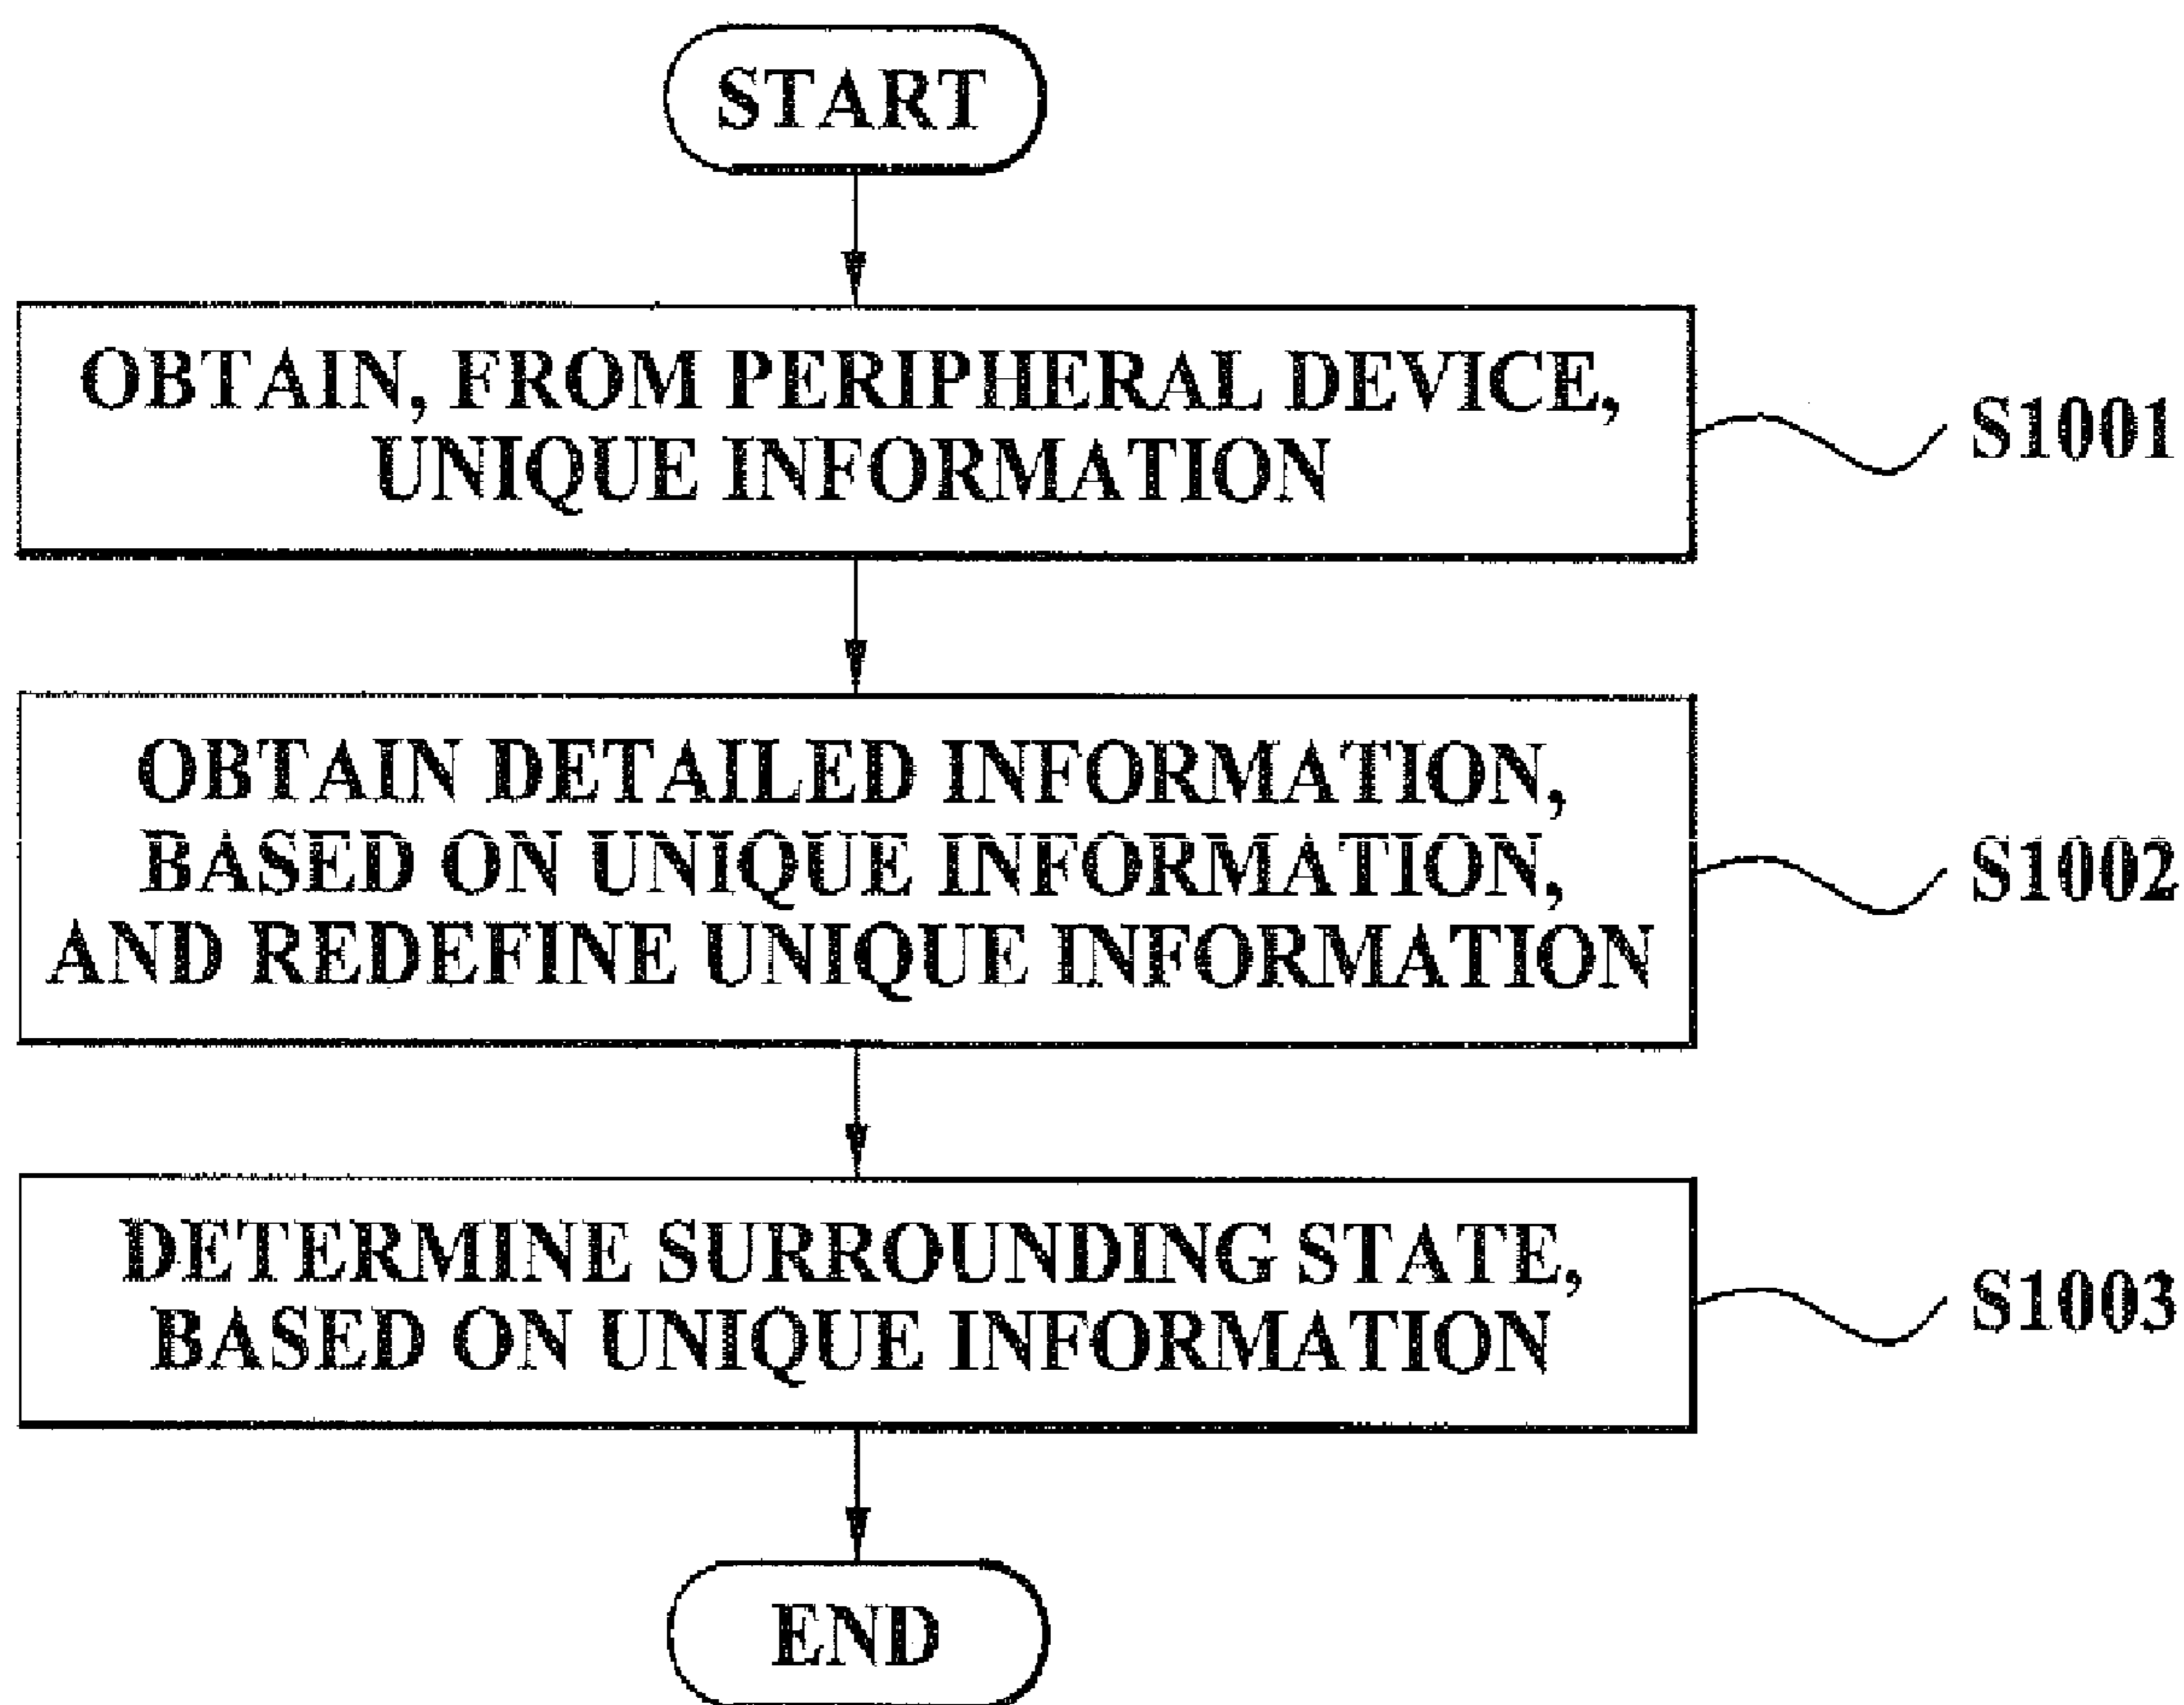 START
OBTAIN, FROM PERIPHERAL DEVICE,
UNIQUE INFORMATION
S1001
OBTAIN DETAILED INFORMATION,
BASED ON UNIQUE INFORMATION,
AND REDEFINE UNIQUE INFORMATION
S1002
DETERMINE SURROUNDING STATE,
BASED ON UNIQUE INFORMATION
S1003
END